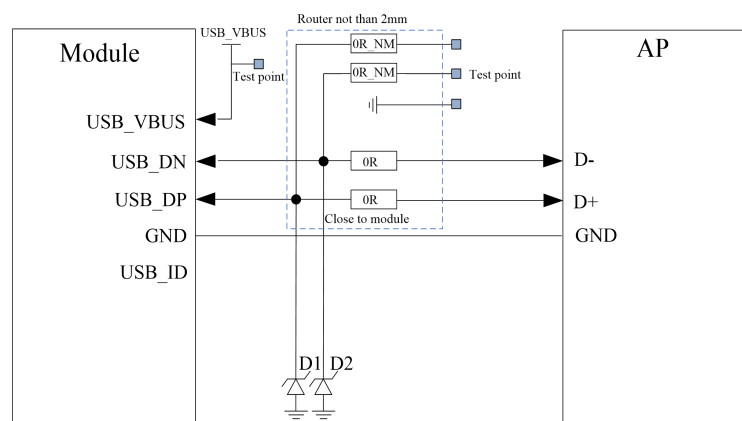 Router not than 2mm
Module
USB_VBUS
0R_NM
AP
Test point
0R_NM
Test point
USB_VBUS
USB_DN
0R
D-
USB_DP
0R
D+
Close to module
GND
GND
USB_ID
D1
D2